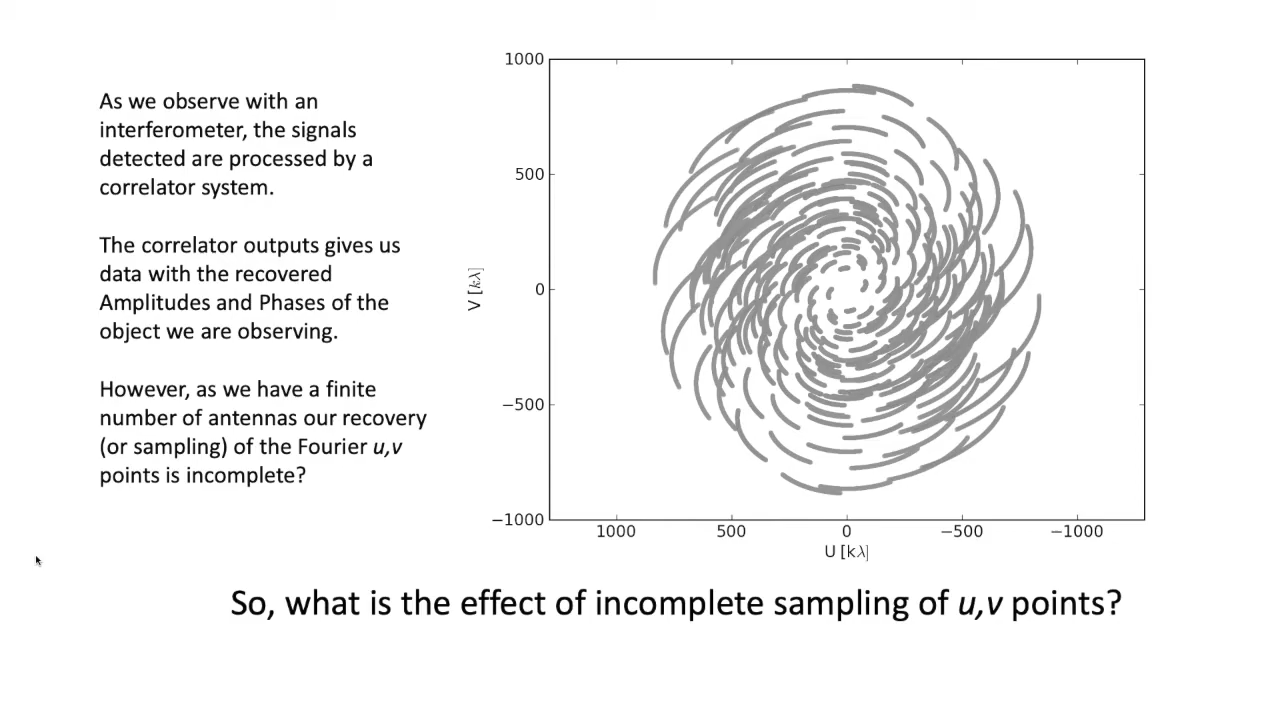 As we observe with an
interferometer, the signals
detected are processed by a
correlator system.
The correlator outputs gives us
data with the recovered
Amplitudes and Phases of the
object we are observing.
However, as we have a finite
number of antennas our recovery
(or sampling) of the Fourier u,v
points is incomplete?
1000
500
0
−500
−1000
V [kλ]
1000 500 0 −500 −1000
U [kλ]
So, what is the effect of incomplete sampling of u,v points?